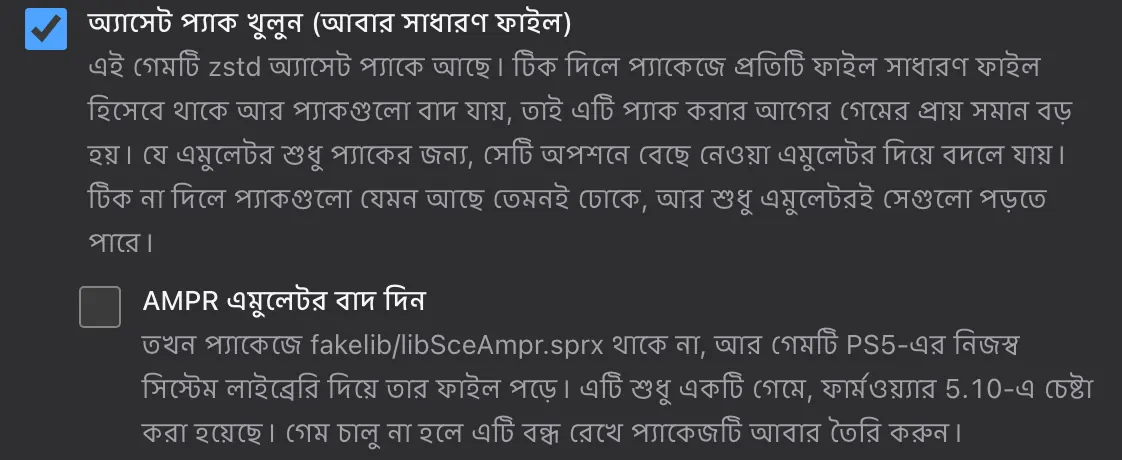 অ্যাসেট প্যাক খুলুন (আবার সাধারণ ফাইল)
এই গেমটি zstd অ্যাসেট প্যাকে আছে। টিক দিলে প্যাকেজে প্রতিটি ফাইল সাধারণ ফাইল
হিসেবে থাকে আর প্যাকগুলো বাদ যায়, তাই এটি প্যাক করার আগের গেমের প্রায় সমান বড়
হয়। যে এমুলেটর শুধু প্যাকের জন্য, সেটি অপশনে বেছে নেওয়া এমুলেটর দিয়ে বদলে যায়।
টিক না দিলে প্যাকগুলো যেমন আছে তেমনই ঢোকে, আর শুধু এমুলেটরই সেগুলো পড়তে
পারে।
AMPR এমুলেটর বাদ দিন
তখন প্যাকেজে fakelib/libSceAmpr.sprx থাকে না, আর গেমটি PS5-এর নিজস্ব
সিস্টেম লাইব্রেরি দিয়ে তার ফাইল পড়ে। এটি শুধু একটি গেমে, ফার্মওয়্যার 5.10-এ চেষ্টা
করা হয়েছে। গেম চালু না হলে এটি বন্ধ রেখে প্যাকেজটি আবার তৈরি করুন।